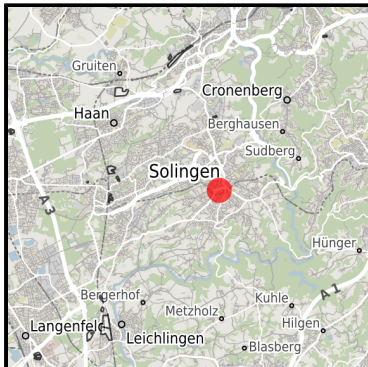 Gruiten
Cronenberg
Haan
Berghausen
Sudberg
Solingen
A 3
Hünger
A 1
Bergerhof
Metzholz
Kuhle
Langenfeld
Leichlingen
Hilgen
Blasberg